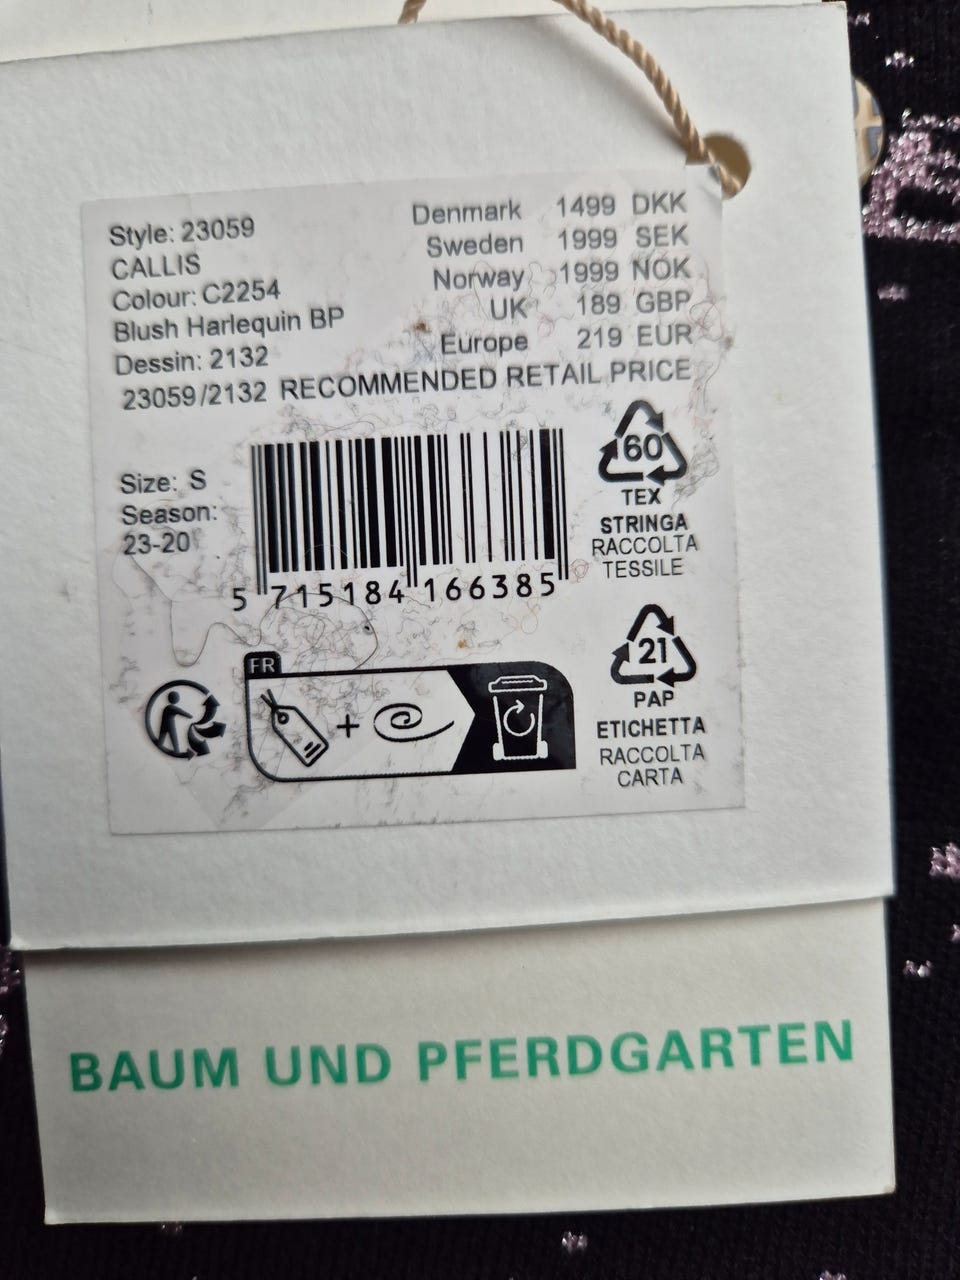 Style: 23059
CALLIS
Colour: C2254
Blush Harlequin BP
Dessin: 2132
Denmark 1499 DKK
Sweden 1999 SEK
Norway 1999 NOK
UK 189 GBP
Europe 219 EUR
23059/2132 RECOMMENDED RETAIL PRICE
Size: S
Season:
23-20
5 715184 166385
60
TEX
STRINGA
RACCOLTA
TESSILE
FR
+
21
PAP
ETICHETTA
RACCOLTA
CARTA
BAUM UND PFERDGARTEN